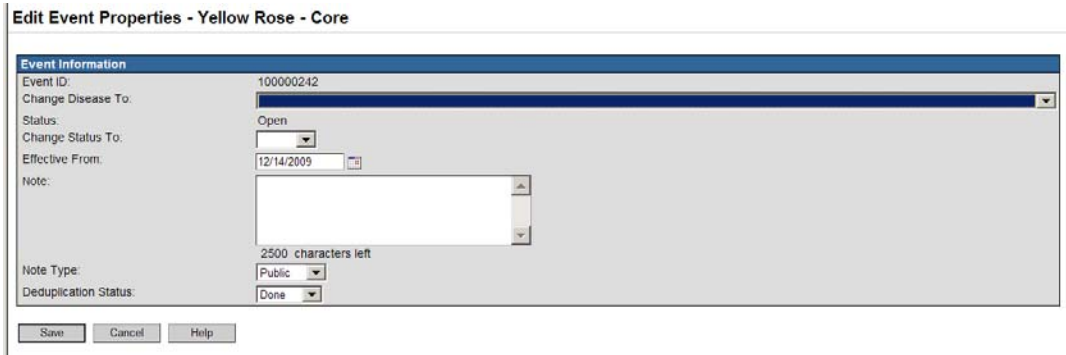 Edit Event Properties - Yellow Rose - Core
Event Information
Event ID: 100000242
Change Disease To:
Status: Open
Change Status To:
Effective From: 12/14/2009
Note:
2500 characters left
Note Type: Public
Deduplication Status: Done
Save Cancel Help